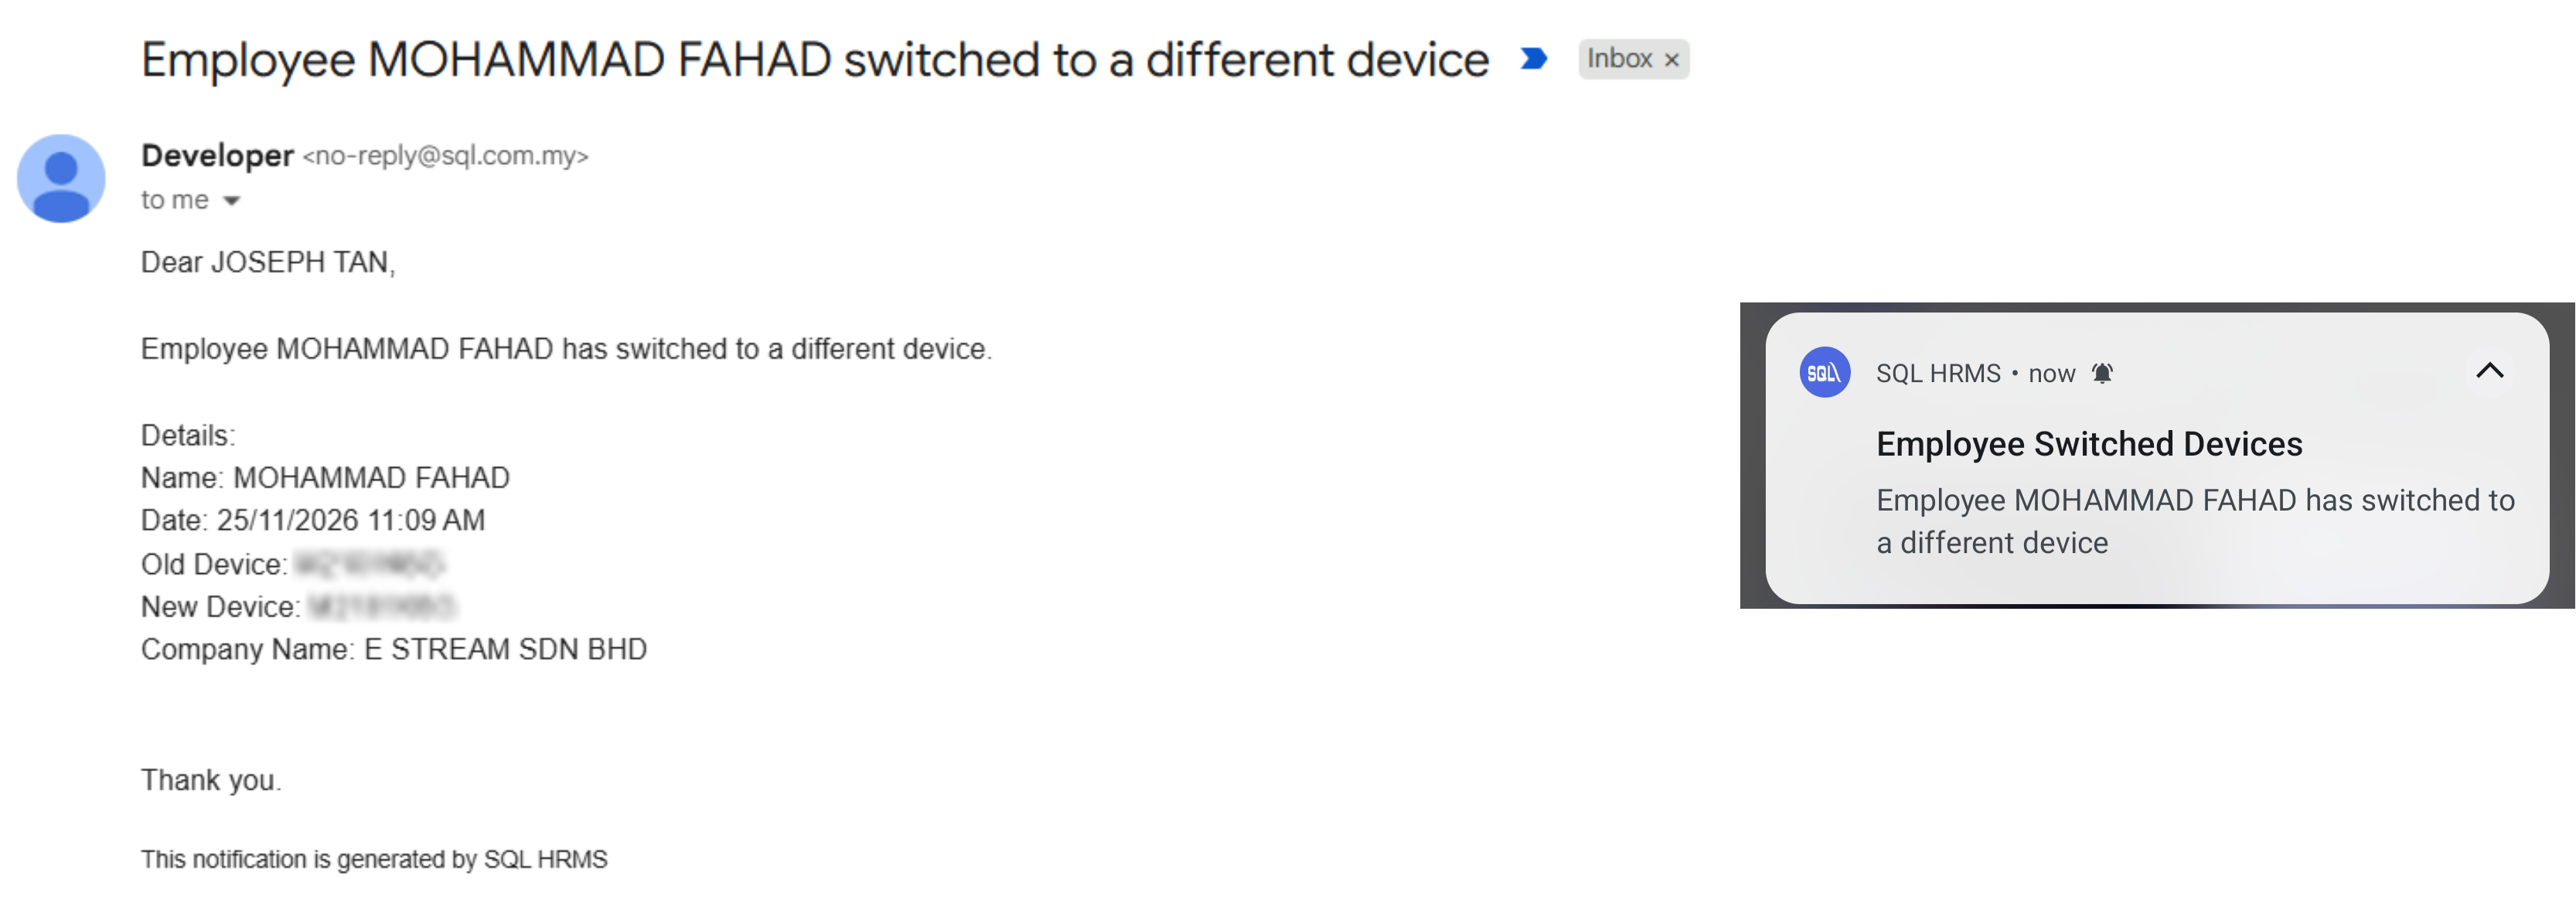 Employee MOHAMMAD FAHAD switched to a different device
Inbox ×
Developer <no-reply@sql.com.my>
to me
Dear JOSEPH TAN,
Employee MOHAMMAD FAHAD has switched to a different device.
Details:
Name: MOHAMMAD FAHAD
Date: 25/11/2026 11:09 AM
Old Device:
New Device:
Company Name: E STREAM SDN BHD
Thank you.
This notification is generated by SQL HRMS
SQL
SQL HRMS • now
Employee Switched Devices
Employee MOHAMMAD FAHAD has switched to
a different device